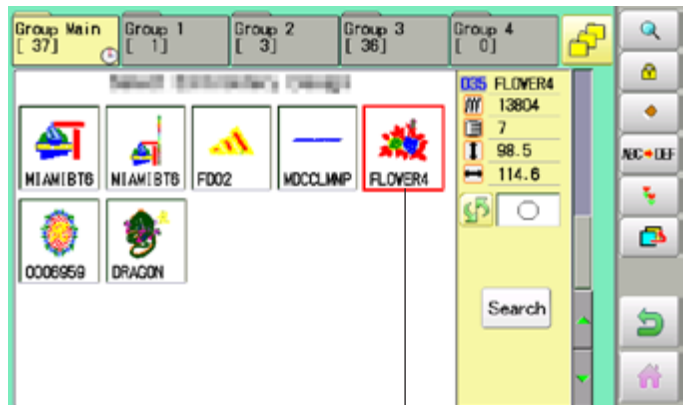 Group Main
[ 37]
Group 1
[ 1]
Group 2
[ 3]
Group 3
[ 36]
Group 4
[ 0]
035 FLOWER4
13804
7
98.5
114.6
MIAMIBT6
NIAMIBT6
FD02
MDCCLMNP
FLOWER4
0006959
DRAGON
Search
ABC DEF